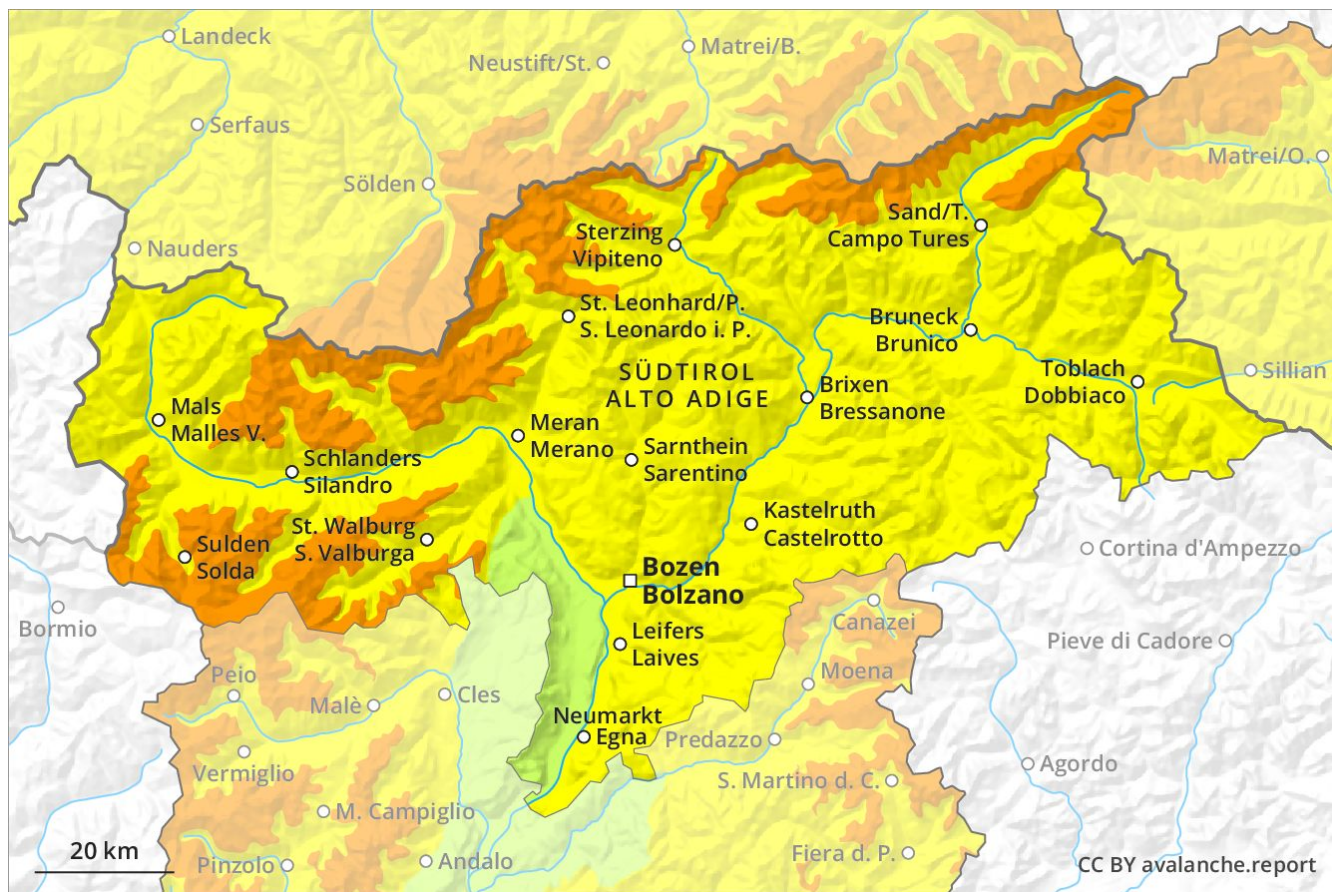 Landeck
Matrei/B.
Neustift/St.
Serfaus
Matrei/O.
Sölden
Nauders
Sand/T.
Campo Tures
Sterzing
Vipiteno
St. Leonhard/P.
S. Leonardo i. P.
Bruneck
Brunico
Toblach
Dobbiaco
Sillian
SÜDTIROL
ALTO ADIGE
Brixen
Bressanone
Mals
Malles V.
Meran
Merano
Sarnthein
Sarentino
Schlanders
Silandro
Kastelruth
Castelrotto
St. Walburg
S. Valburga
Sulden
Solda
Cortina d'Ampezzo
Bozen
Bolzano
Bormio
Canazei
Leifers
Laives
Pieve di Cadore
Peio
Moena
Malè
Cles
Neumarkt
Egna
Predazzo
Vermiglio
Agordo
S. Martino d. C.
M. Campiglio
20 km
Pinzolo
Andalo
Fiera d. P.
CC BY avalanche.report